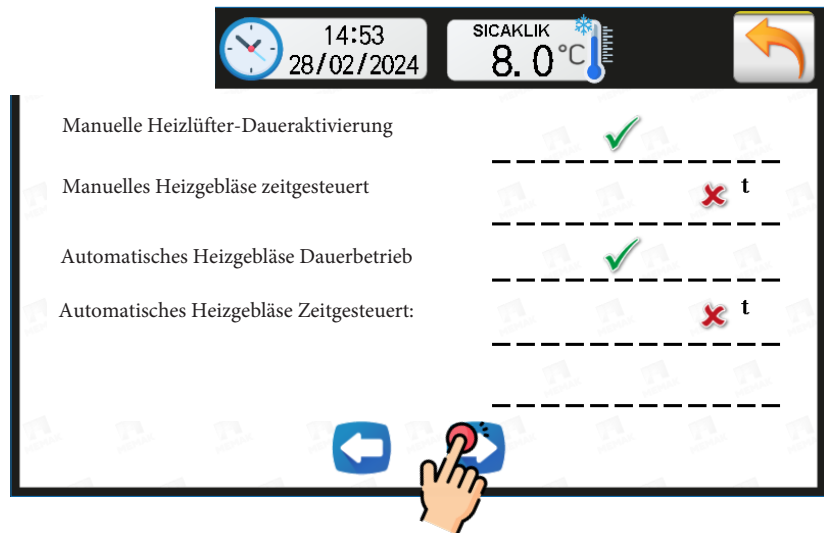 14:53
28/02/2024
SICAKLIK
8.0 °C
Manuelle Heizlüfter-Daueraktivierung
Manuelles Heizgebläse zeitgesteuert
t
Automatisches Heizgebläse Dauerbetrieb
Automatisches Heizgebläse Zeitgesteuert:
t